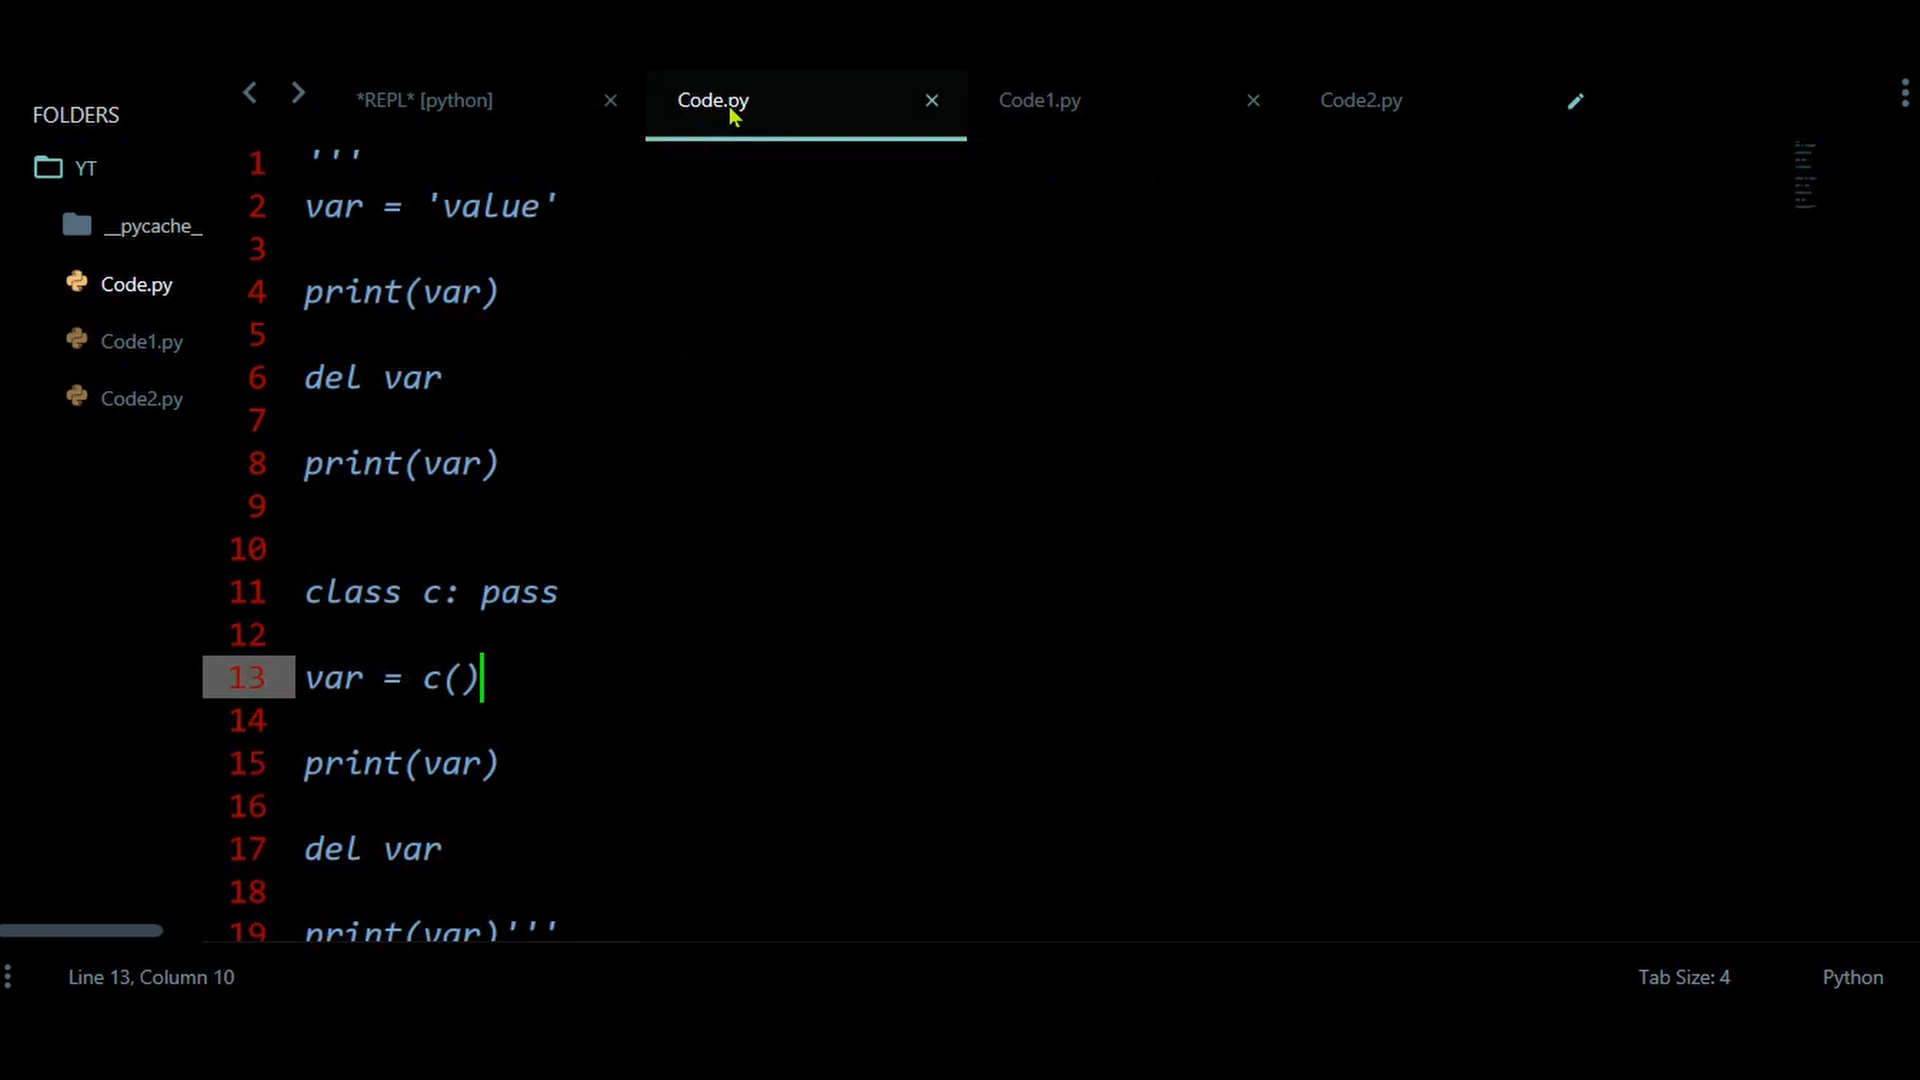 *REPL* [python]
Code.py
Code1.py
Code2.py
FOLDERS
YT
__pycache_
Code.py
Code1.py
Code2.py
1 '''
2 var = 'value'
3
4 print(var)
5
6 del var
7
8 print(var)
9
10
11 class c: pass
12
13 var = c()
14
15 print(var)
16
17 del var
18
19 print(var)'''
Line 13, Column 10
Tab Size: 4
Python